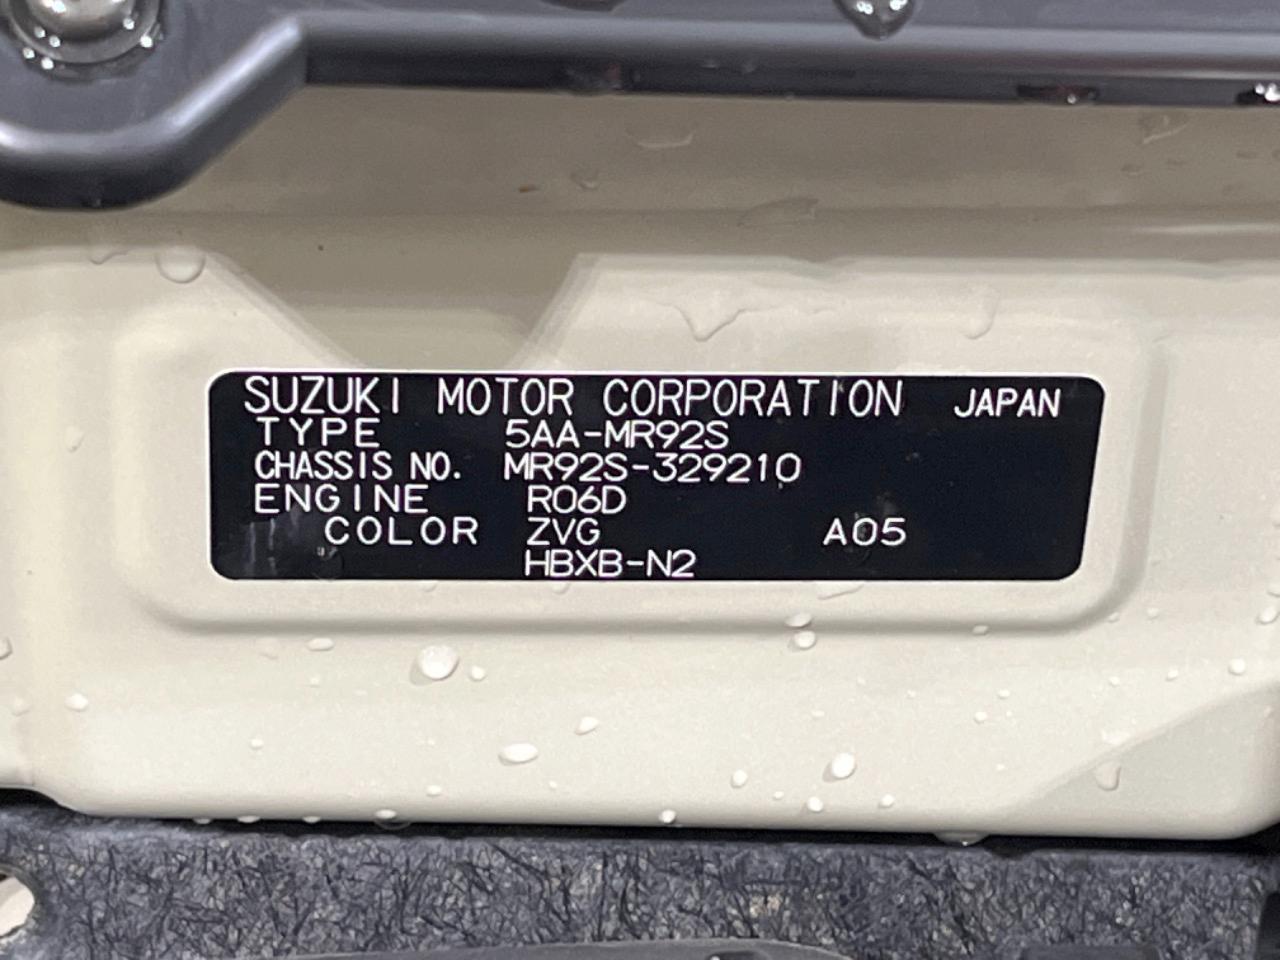 SUZUKI MOTOR CORPORATION JAPAN
TYPE 5AA-MR92S
CHASSIS NO. MR92S-329210
ENGINE R06D
COLOR ZVG A05
HBXB-N2